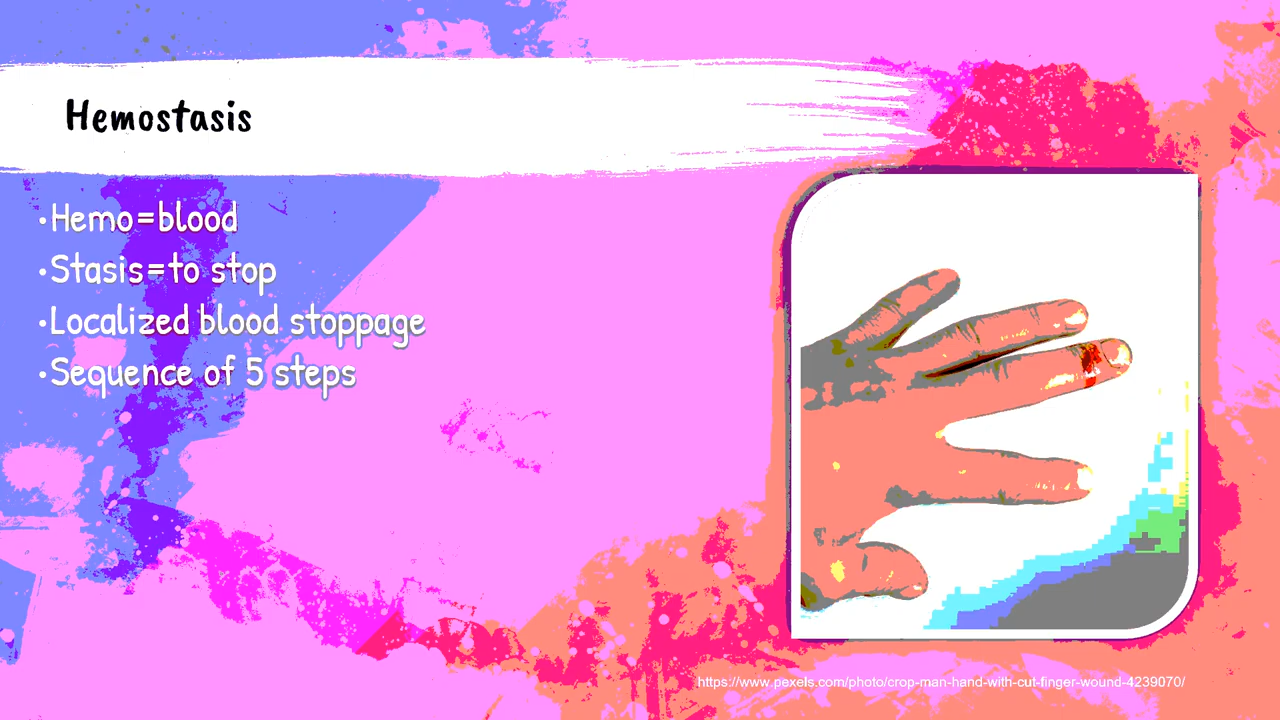 Hemostasis
•Hemo=blood
•Stasis=to stop
•Localized blood stoppage
•Sequence of 5 steps
https://www.pexels.com/photo/crop-man-hand-with-cut-finger-wound-4239070/